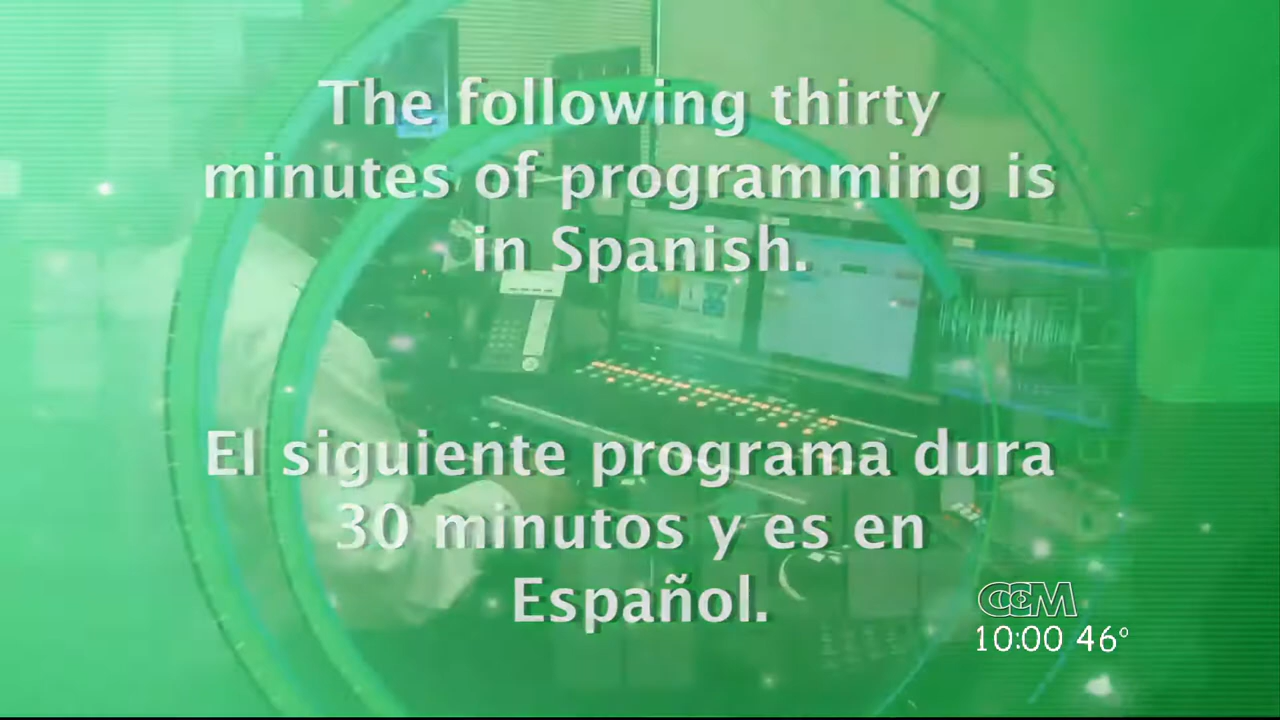 The following thirty
minutes of programming is
in Spanish.
El siguiente programa dura
30 minutos y es en
Español.
CCM
10:00 46°